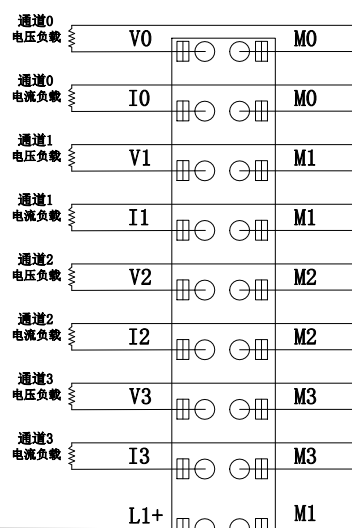 通道0
电压负载
V0 M0
通道0
电流负载
I0 M0
通道1
电压负载
V1 M1
通道1
电流负载
I1 M1
通道2
电压负载
V2 M2
通道2
电流负载
I2 M2
通道3
电压负载
V3 M3
通道3
电流负载
I3 M3
L1+ M1